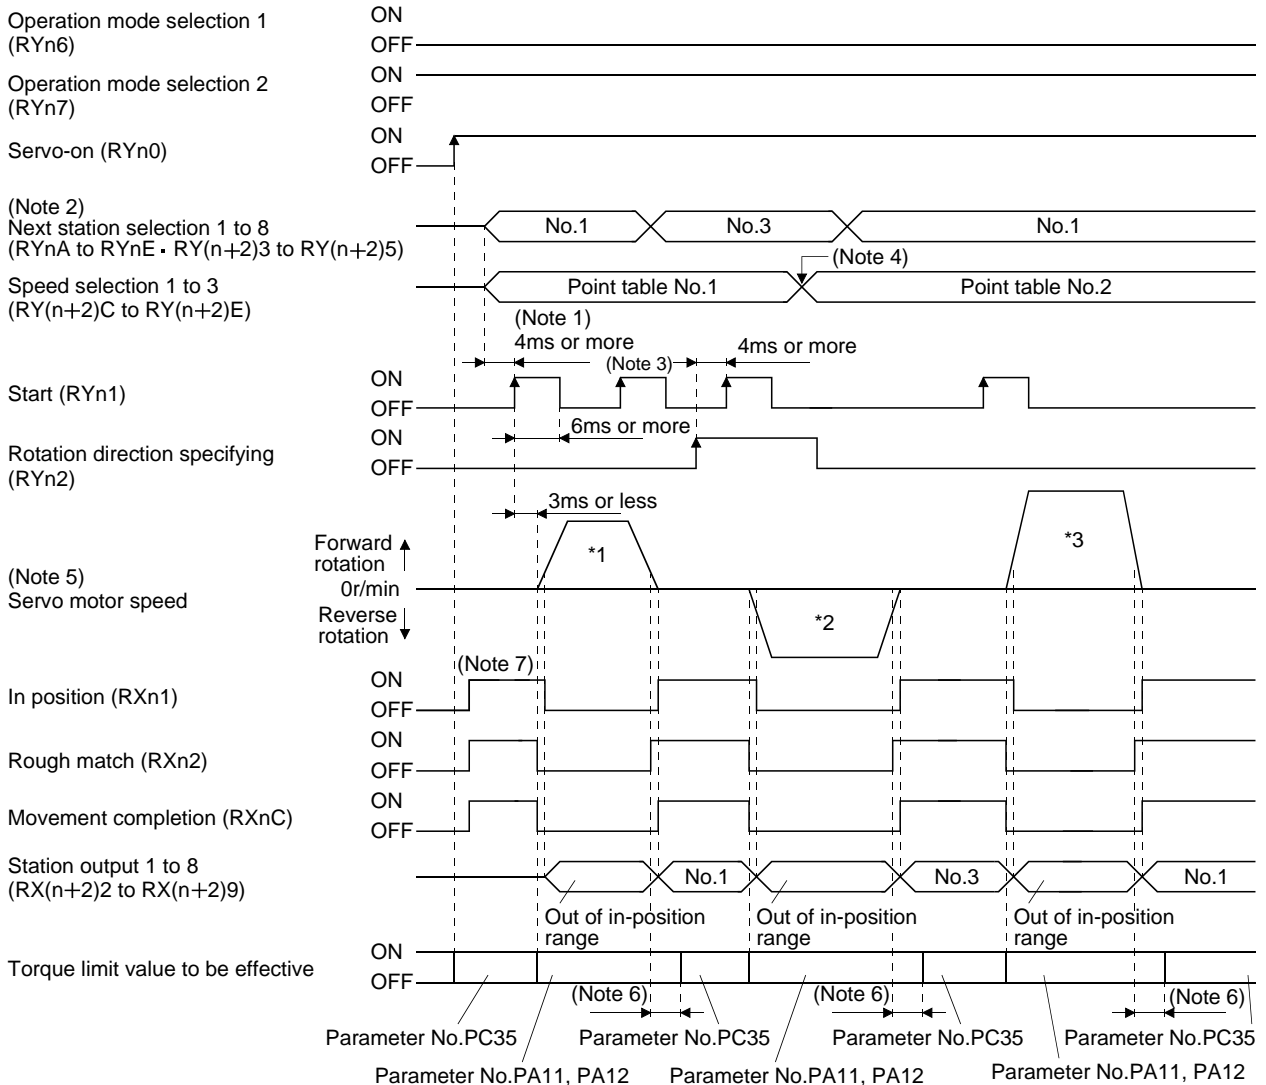 Operation mode selection 1
(RYn6)
ON
OFF
Operation mode selection 2
(RYn7)
ON
OFF
Servo-on (RYn0)
ON
OFF
(Note 2)
Next station selection 1 to 8
(RYnA to RYnE · RY(n+2)3 to RY(n+2)5)
No.1
No.3
No.1
Speed selection 1 to 3
(RY(n+2)C to RY(n+2)E)
Point table No.1
(Note 4)
Point table No.2
(Note 1)
4ms or more
(Note 3)
4ms or more
Start (RYn1)
ON
OFF
6ms or more
Rotation direction specifying
(RYn2)
ON
OFF
3ms or less
(Note 5)
Servo motor speed
Forward
rotation
0r/min
Reverse
rotation
*1
*2
*3
(Note 7)
In position (RXn1)
ON
OFF
Rough match (RXn2)
ON
OFF
Movement completion (RXnC)
ON
OFF
Station output 1 to 8
(RX(n+2)2 to RX(n+2)9)
No.1
No.3
No.1
Out of in-position
range
Out of in-position
range
Out of in-position
range
Torque limit value to be effective
ON
OFF
(Note 6)
(Note 6)
(Note 6)
Parameter No.PC35
Parameter No.PC35
Parameter No.PC35
Parameter No.PC35
Parameter No.PA11, PA12
Parameter No.PA11, PA12
Parameter No.PA11, PA12